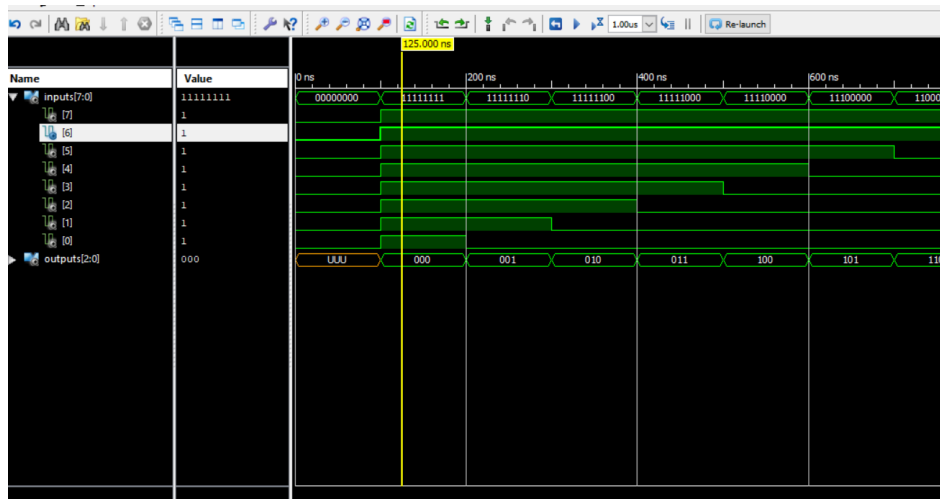 1.00us Re-launch
125.000 ns
Name Value 0 ns 200 ns 400 ns 600 ns
inputs[7:0] 11111111 00000000 11111111 11111110 11111100 11111000 11110000 11100000 11000
[7] 1
[6] 1
[5] 1
[4] 1
[3] 1
[2] 1
[1] 1
[0] 1
outputs[2:0] 000 UUU 000 001 010 011 100 101 110